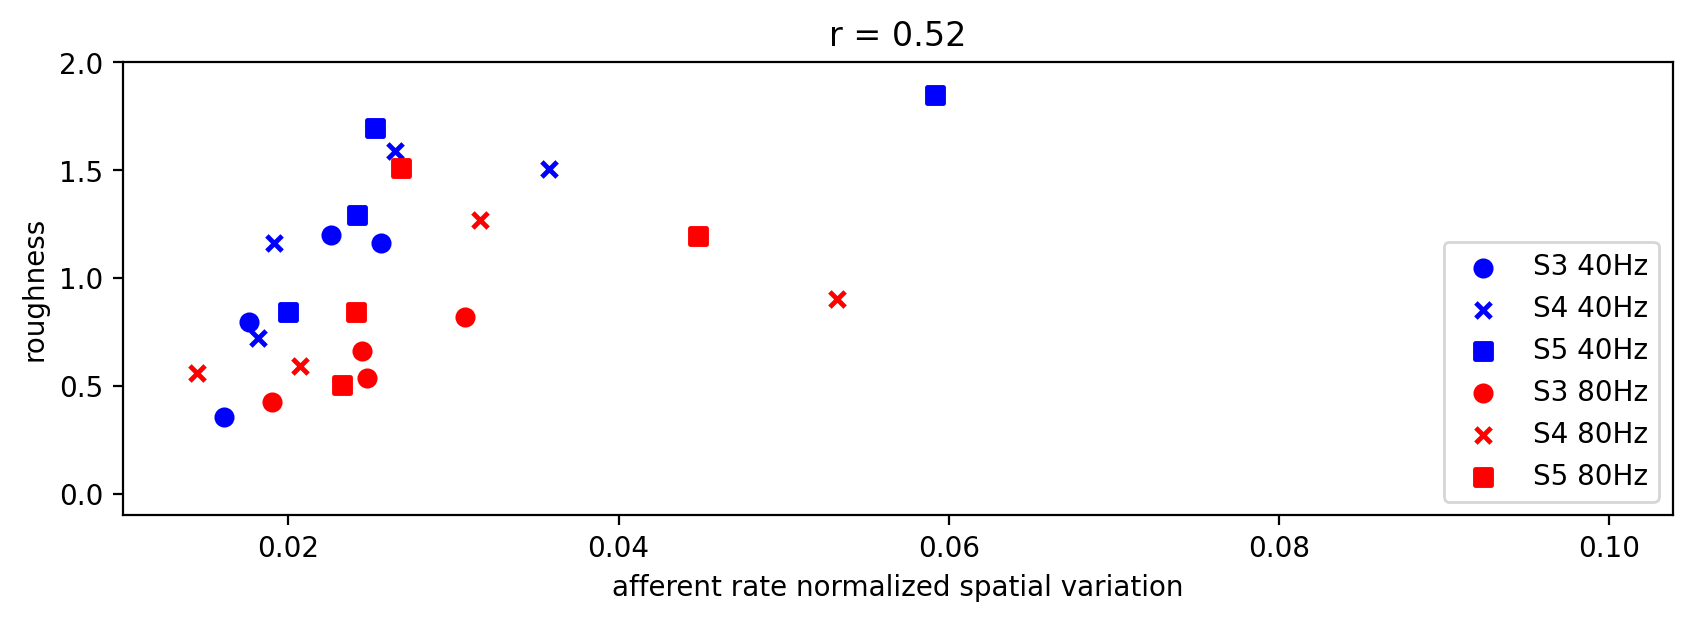 r = 0.52
2.0
1.5
1.0
0.5
0.0
roughness
0.02 0.04 0.06 0.08 0.10
afferent rate normalized spatial variation
S3 40Hz
S4 40Hz
S5 40Hz
S3 80Hz
S4 80Hz
S5 80Hz